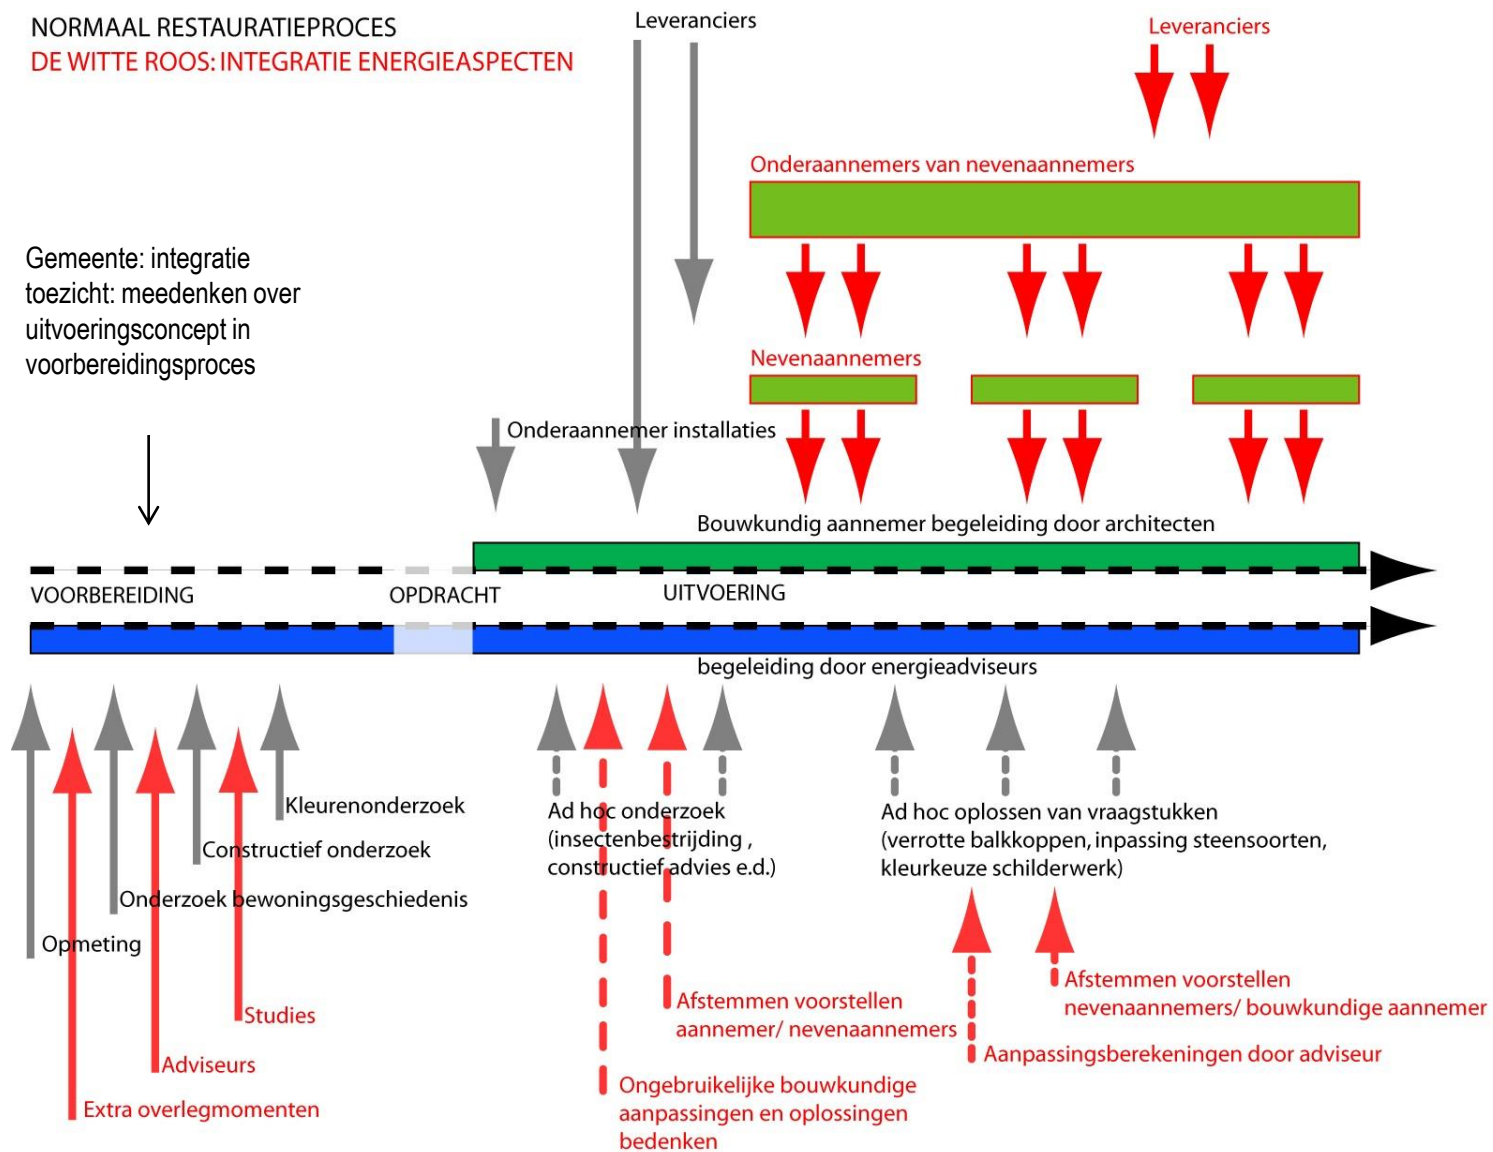 NORMAAL RESTAURATIEPROCES
DE WITTE ROOS: INTEGRATIE ENERGIEASPECTEN
Leveranciers
Leveranciers
Onderaannemers van nevenaannemers
Gemeente: integratie
toezicht: meedenken over
uitvoeringsconcept in
voorbereidingsproces
Nevenaannemers
Onderaannemer installaties
Bouwkundig aannemer begeleiding door architecten
VOORBEREIDING
OPDRACHT
UITVOERING
begeleiding door energieadviseurs
Kleurenonderzoek
Constructief onderzoek
Onderzoek bewoningsgeschiedenis
Opmeting
Studies
Adviseurs
Extra overlegmomenten
Ad hoc onderzoek
(insectenbestrijding ,
constructief advies e.d.)
Afstemmen voorstellen
aannemer/ nevenaannemers
Ongebruikelijke bouwkundige
aanpassingen en oplossingen
bedenken
Ad hoc oplossen van vraagstukken
(verrotte balkkoppen, inpassing steensoorten,
kleurkeuze schilderwerk)
Afstemmen voorstellen
nevenaannemers/ bouwkundige aannemer
Aanpassingsberekeningen door adviseur